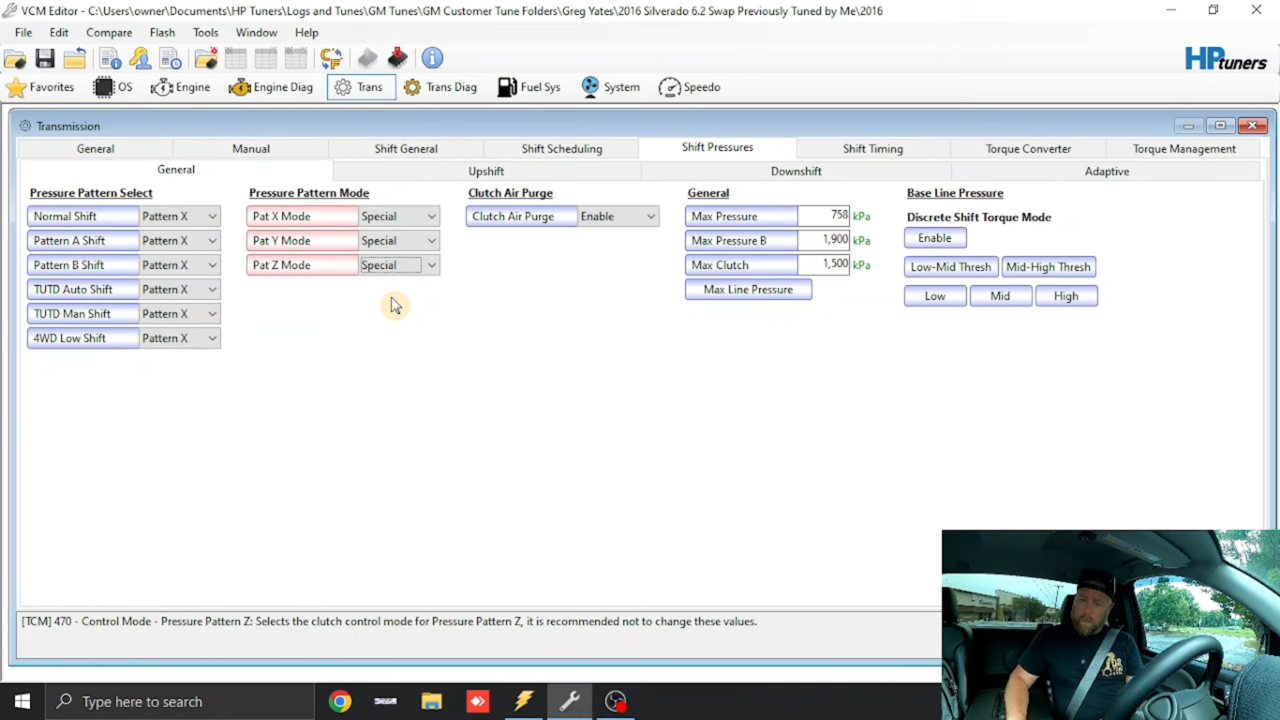 VCM Editor - C:\Users\owner\Documents\HP Tuners\Logs and Tunes\GM Tunes\GM Customer Tune Folders\Greg Yates\2016 Silverado 6.2 Swap Previously Tuned by Me\2016
File Edit Compare Flash Tools Window Help
HP tuners
Favorites OS Engine Engine Diag Trans Trans Diag Fuel Sys System Speedo
Transmission
General Manual Shift General Shift Scheduling Shift Pressures Shift Timing Torque Converter Torque Management
General Upshift Downshift Adaptive
Pressure Pattern Select Pressure Pattern Mode Clutch Air Purge General Base Line Pressure
Normal Shift Pattern X Pat X Mode Special Clutch Air Purge Enable Max Pressure 758 kPa Discrete Shift Torque Mode
Pattern A Shift Pattern X Pat Y Mode Special Max Pressure B 1,900 kPa Enable
Pattern B Shift Pattern X Pat Z Mode Special Max Clutch 1,500 kPa Low-Mid Thresh Mid-High Thresh
TUTD Auto Shift Pattern X Max Line Pressure Low Mid High
TUTD Man Shift Pattern X
4WD Low Shift Pattern X
[TCM] 470 - Control Mode - Pressure Pattern Z: Selects the clutch control mode for Pressure Pattern Z, it is recommended not to change these values.
Type here to search